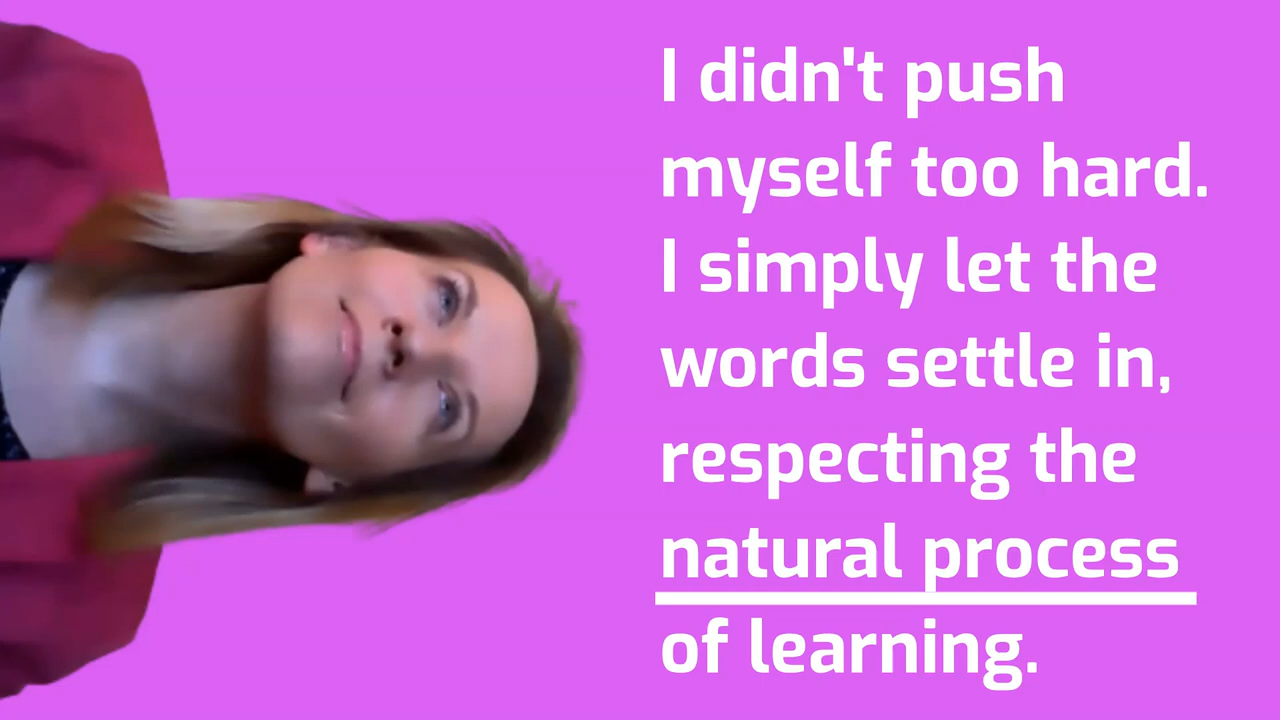 I didn't push
myself too hard.
I simply let the
words settle in,
respecting the
natural process
of learning.